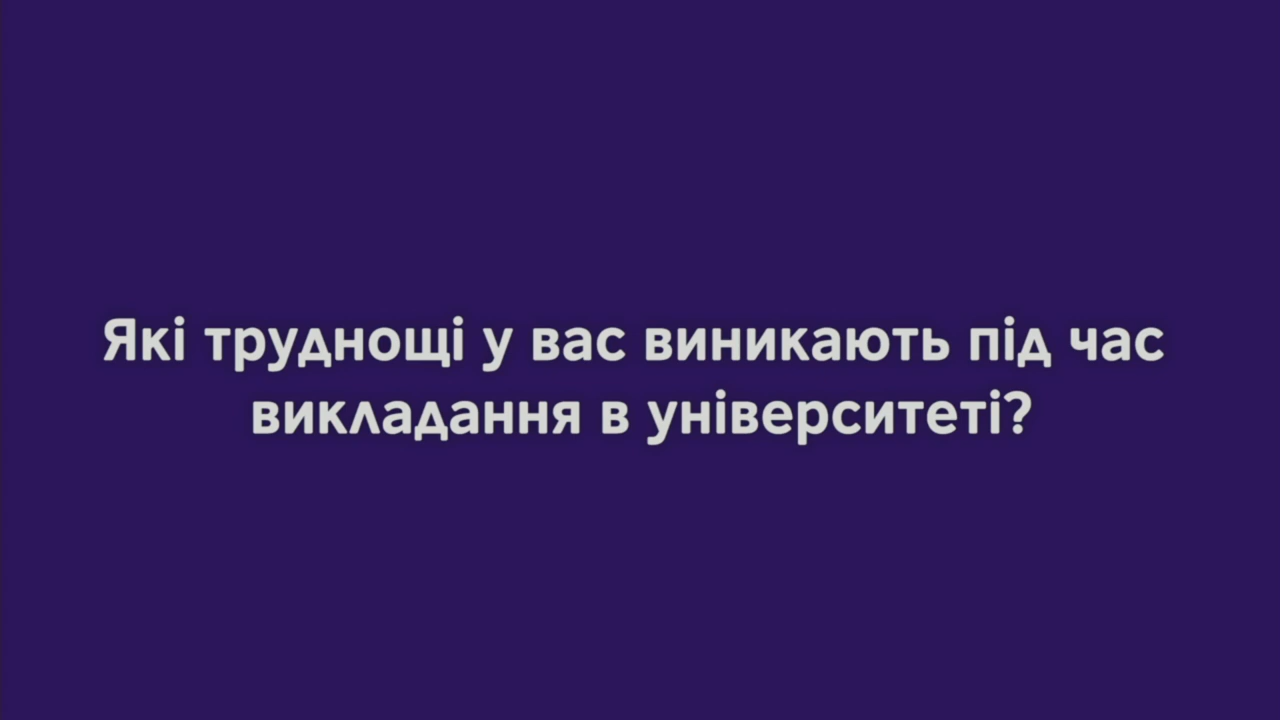 Які труднощі у вас виникають під час
викладання в університеті?